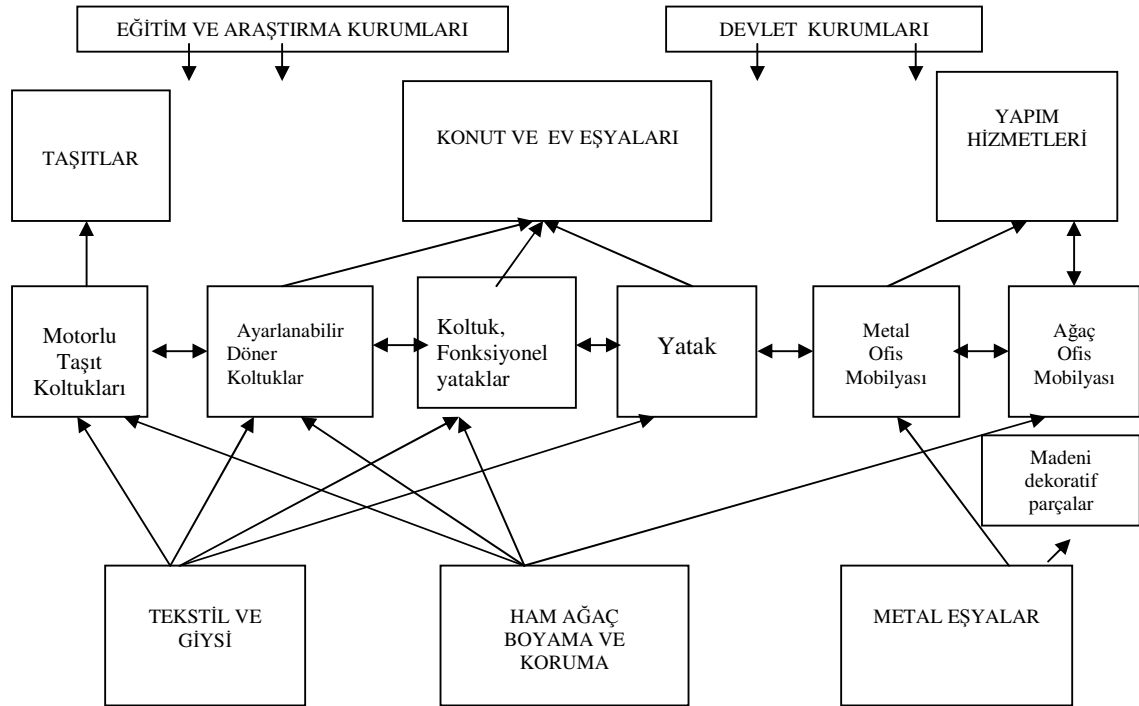 EĞİTİM VE ARAŞTIRMA KURUMLARI
DEVLET KURUMLARI
TAŞITLAR
KONUT VE EV EŞYALARI
YAPIM
HİZMETLERİ
Motorlu
Taşıt
Koltukları
Ayarlanabilir
Döner
Koltuklar
Koltuk,
Fonksiyonel
yataklar
Yatak
Metal
Ofis
Mobilyası
Ağaç
Ofis
Mobilyası
Madeni
dekoratif
parçalar
TEKSTİL VE
GİYSİ
HAM AĞAÇ
BOYAMA VE
KORUMA
METAL EŞYALAR